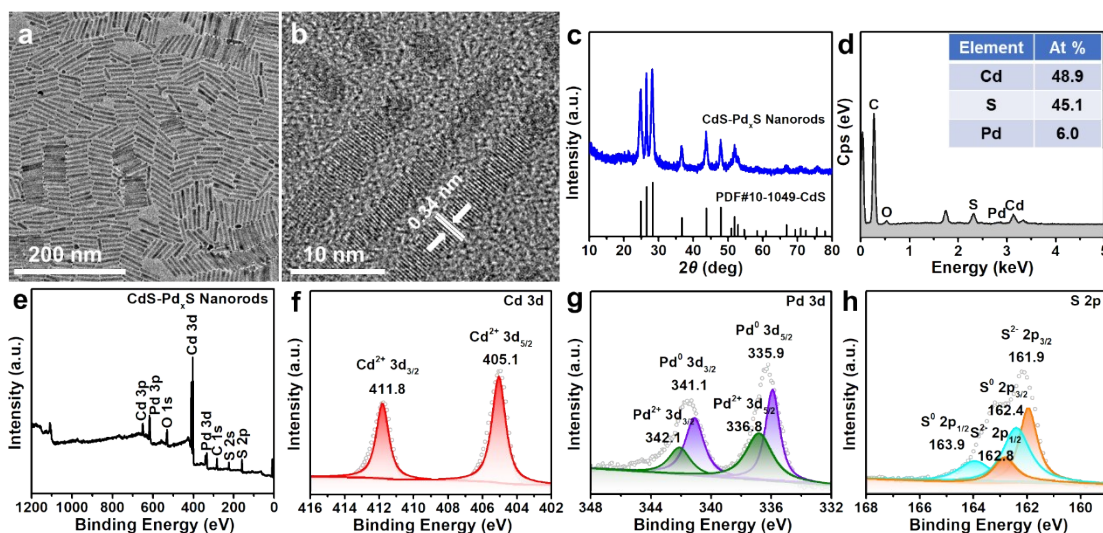 a
200 nm
b
0.34 nm
10 nm
c
CdS-PdₓS Nanorods
PDF#10-1049-CdS
Intensity (a.u.)
10 20 30 40 50 60 70 80
2θ (deg)
d
Element At %
Cd 48.9
S 45.1
Pd 6.0
Cps (eV)
C
O
S
Pd
Cd
0 1 2 3 4 5
Energy (keV)
e
CdS-PdₓS Nanorods
Intensity (a.u.)
Cd 3p
Pd 3p
O 1s
Cd 3d
Pd 3d
C 1s
S 2s
S 2p
1200 1000 800 600 400 200 0
Binding Energy (eV)
f
Cd 3d
Intensity (a.u.)
Cd²⁺ 3d₃/₂
411.8
Cd²⁺ 3d₅/₂
405.1
416 414 412 410 408 406 404 402
Binding Energy (eV)
g
Pd 3d
Intensity (a.u.)
Pd⁰ 3d₅/₂
335.9
Pd⁰ 3d₃/₂
341.1
Pd²⁺ 3d₃/₂
342.1
Pd²⁺ 3d₅/₂
336.8
348 344 340 336 332
Binding Energy (eV)
h
S 2p
Intensity (a.u.)
S²⁻ 2p₃/₂
161.9
S⁰ 2p₃/₂
162.4
S⁰ 2p₁/₂
163.9
S²⁻ 2p₁/₂
162.8
168 166 164 162 160
Binding Energy (eV)